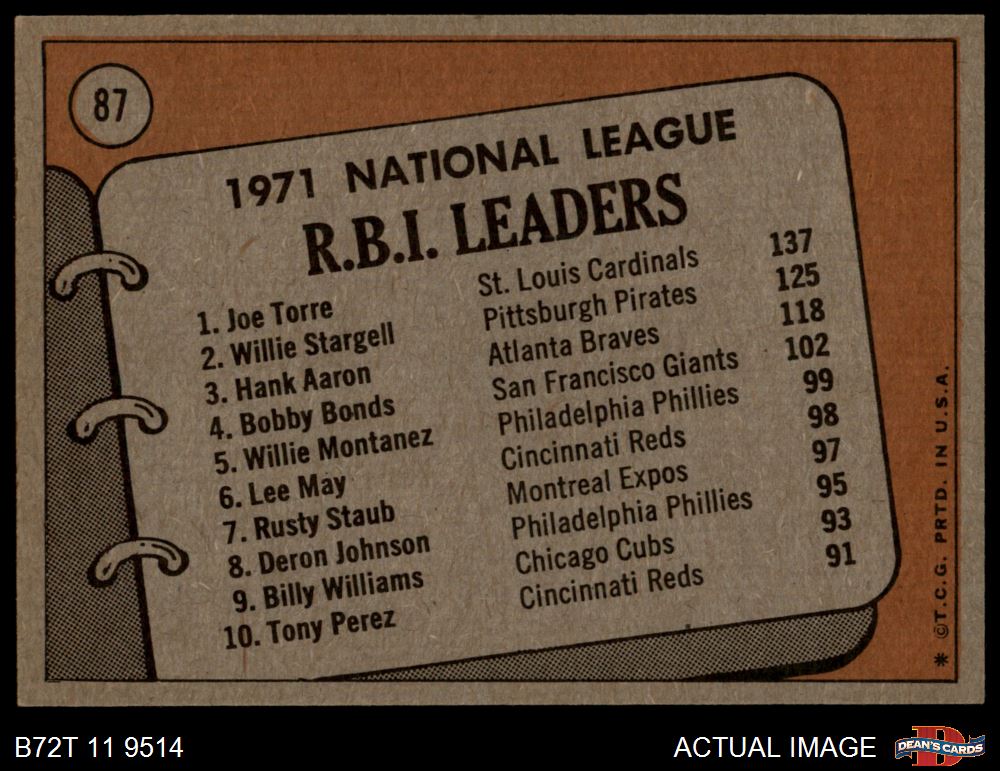 87
1971 NATIONAL LEAGUE
R.B.I. LEADERS
1. Joe Torre St. Louis Cardinals 137
2. Willie Stargell Pittsburgh Pirates 125
3. Hank Aaron Atlanta Braves 118
4. Bobby Bonds San Francisco Giants 102
5. Willie Montanez Philadelphia Phillies 99
6. Lee May Cincinnati Reds 98
7. Rusty Staub Montreal Expos 97
8. Deron Johnson Philadelphia Phillies 95
9. Billy Williams Chicago Cubs 93
10. Tony Perez Cincinnati Reds 91
* ©T.C.G. PRTD. IN U.S.A.
B72T 11 9514 ACTUAL IMAGE DEAN'S CARDS